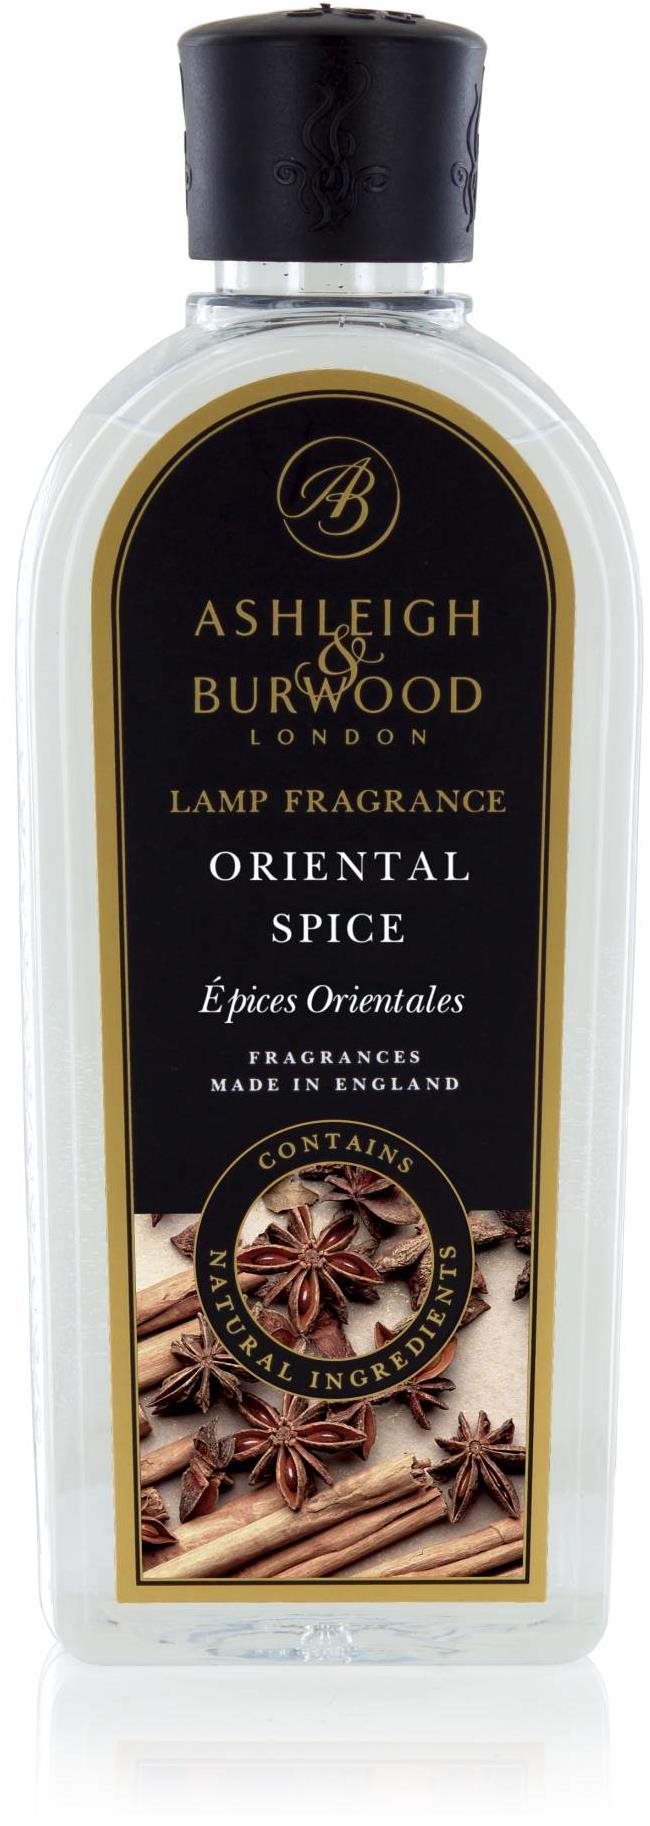 AB
ASHLEIGH
&
BURWOOD
LONDON
LAMP FRAGRANCE
ORIENTAL
SPICE
Épices Orientales
FRAGRANCES
MADE IN ENGLAND
CONTAINS
NATURAL INGREDIENTS